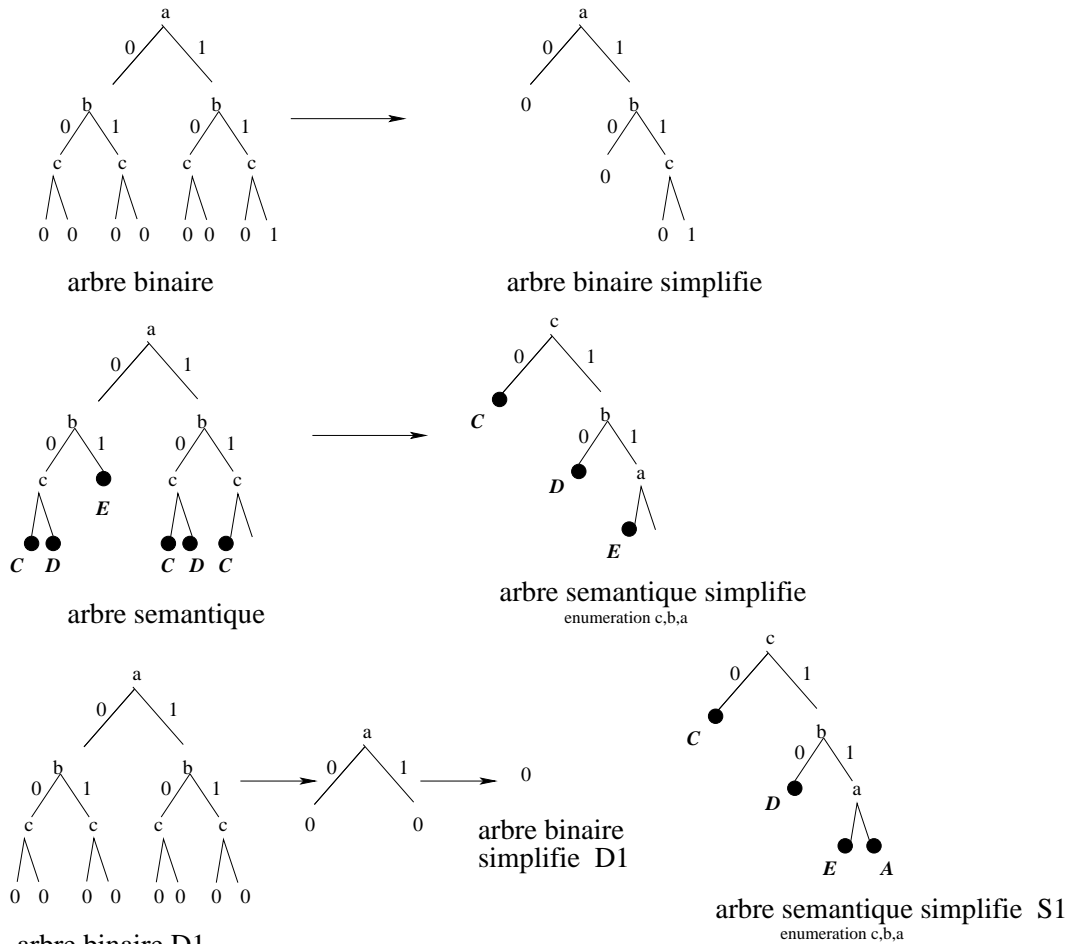 a
a
0 1
0 1
b b
0 b
0 1 0 1
0 1
c c c c
0 c
0 0 0 0 0 0 0 1
0 1
arbre binaire
arbre binaire simplifie
a
c
0 1
0 1
b b
C b
0 1 0 1
0 1
c E c c
D a
C D C D C
E
arbre semantique
arbre semantique simplifie
enumeration c,b,a
a
c
0 1
0 1
a
C b
b b
0 1
0 1
0 1 0 1
0
D a
c c c c
0 0
E A
0 0 0 0 0 0 0 0
arbre binaire
simplifie D1
arbre semantique simplifie S1
enumeration c,b,a
arbre binaire D1